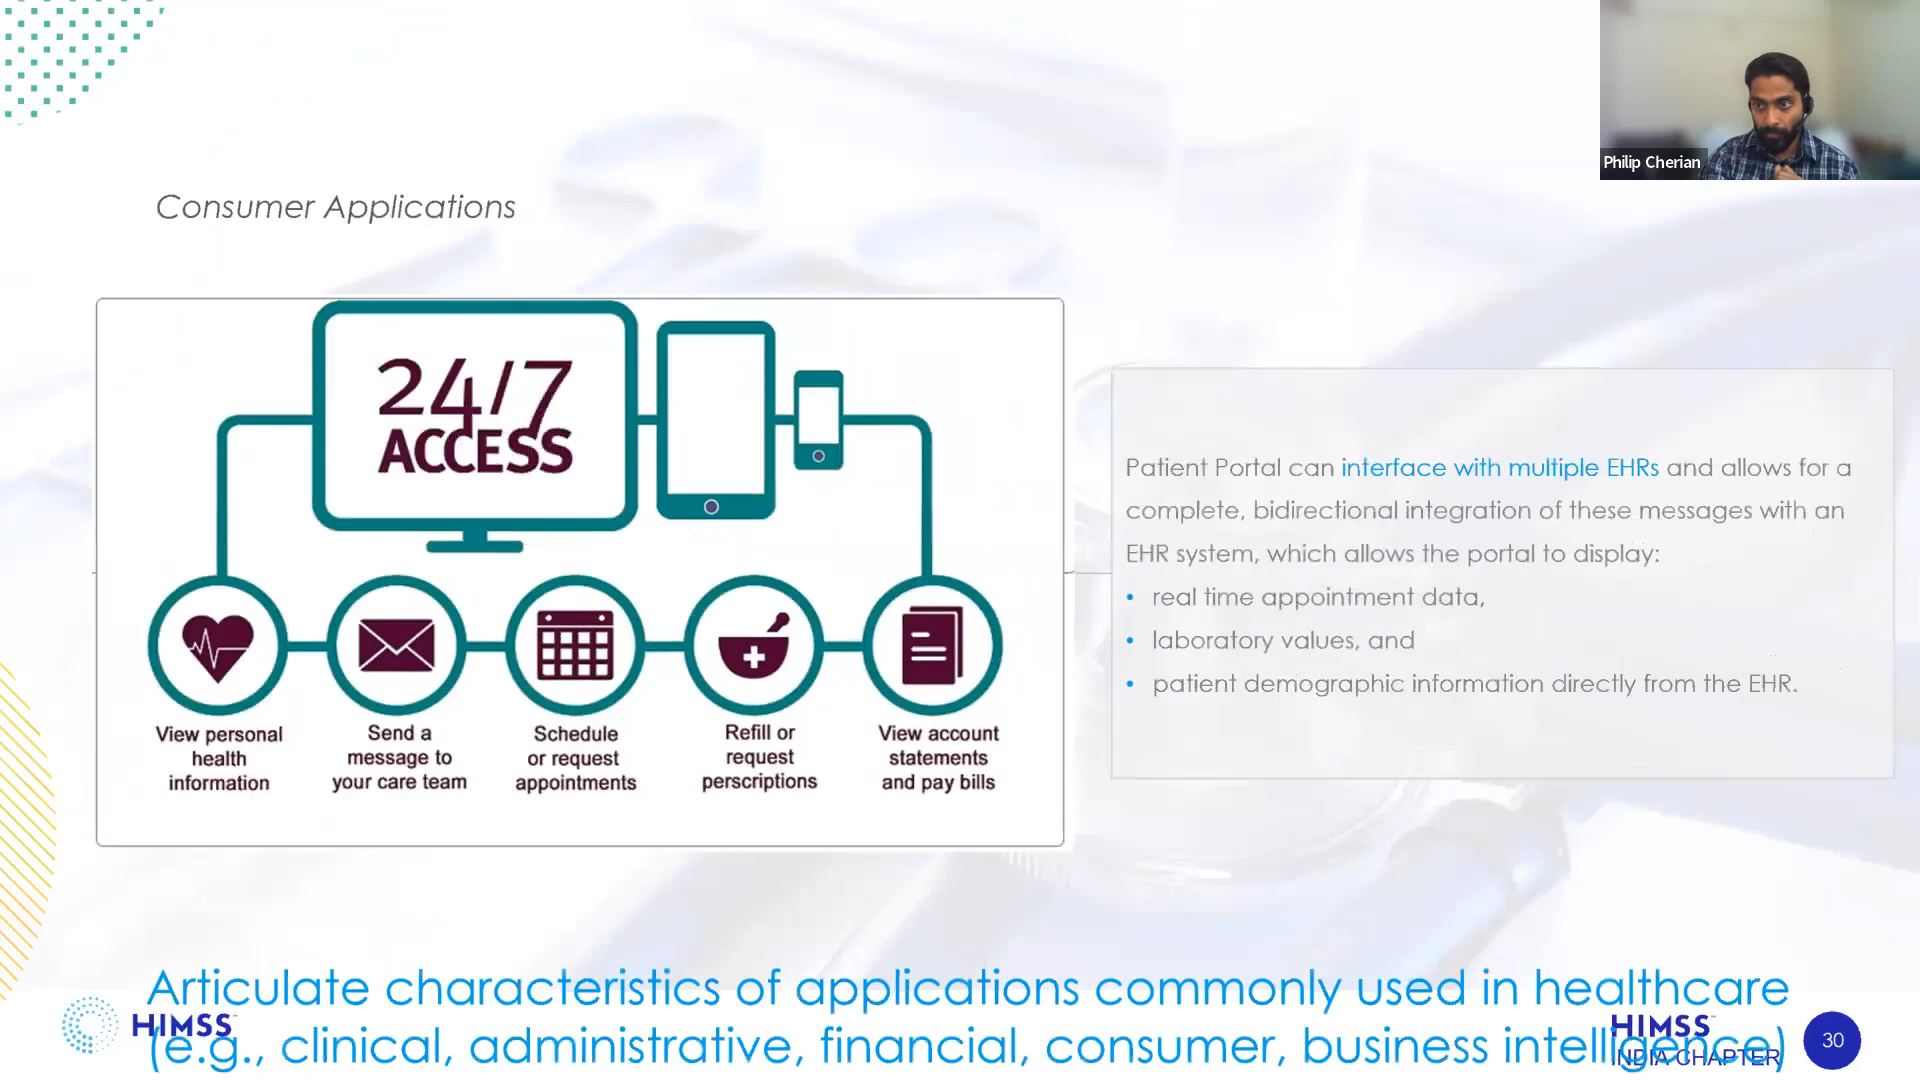 Philip Cherian
Consumer Applications
24/7
ACCESS
View personal
health
information
Send a
message to
your care team
Schedule
or request
appointments
Refill or
request
perscriptions
View account
statements
and pay bills
Patient Portal can interface with multiple EHRs and allows for a
complete, bidirectional integration of these messages with an
EHR system, which allows the portal to display:
• real time appointment data,
• laboratory values, and
• patient demographic information directly from the EHR.
Articulate characteristics of applications commonly used in healthcare
(e.g., clinical, administrative, financial, consumer, business intelligence)
HIMSS
HIMSS™
INDIA CHAPTER
30